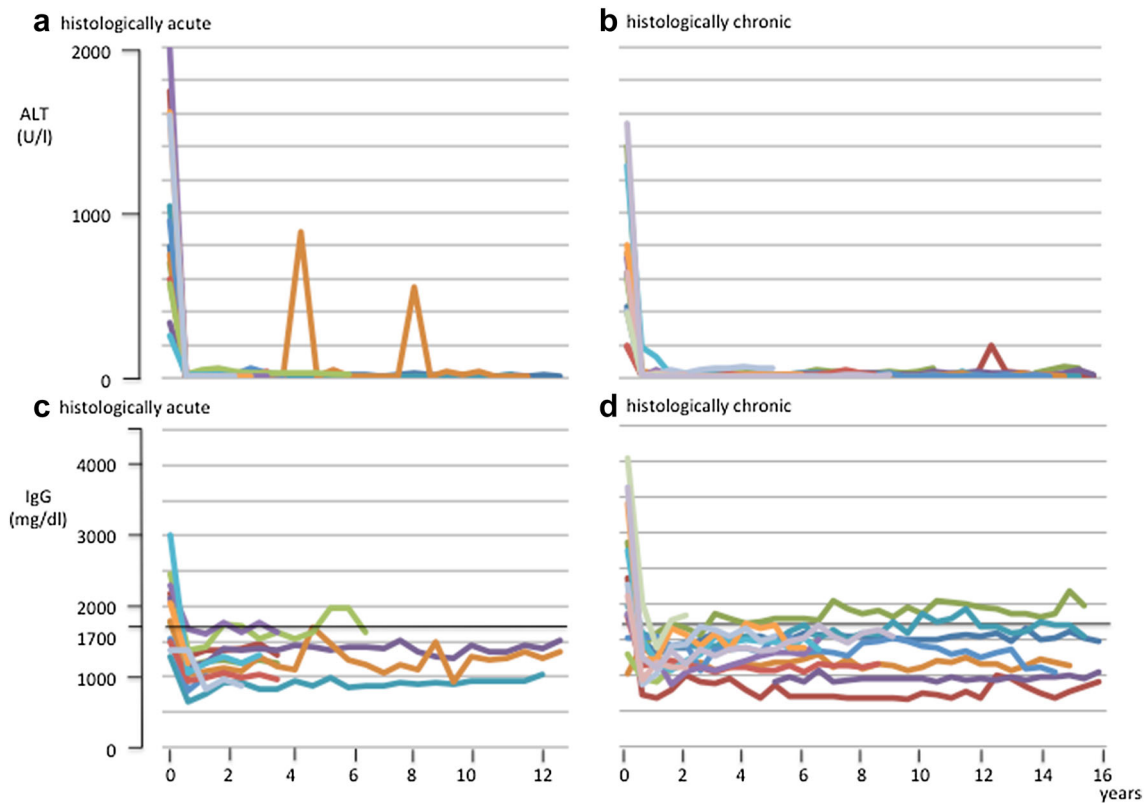 a histologically acute
b histologically chronic
2000
ALT
(U/l)
1000
0
c histologically acute
d histologically chronic
4000
IgG
(mg/dl)
3000
2000
1700
1000
0
0 2 4 6 8 10 12
0 2 4 6 8 10 12 14 16
years